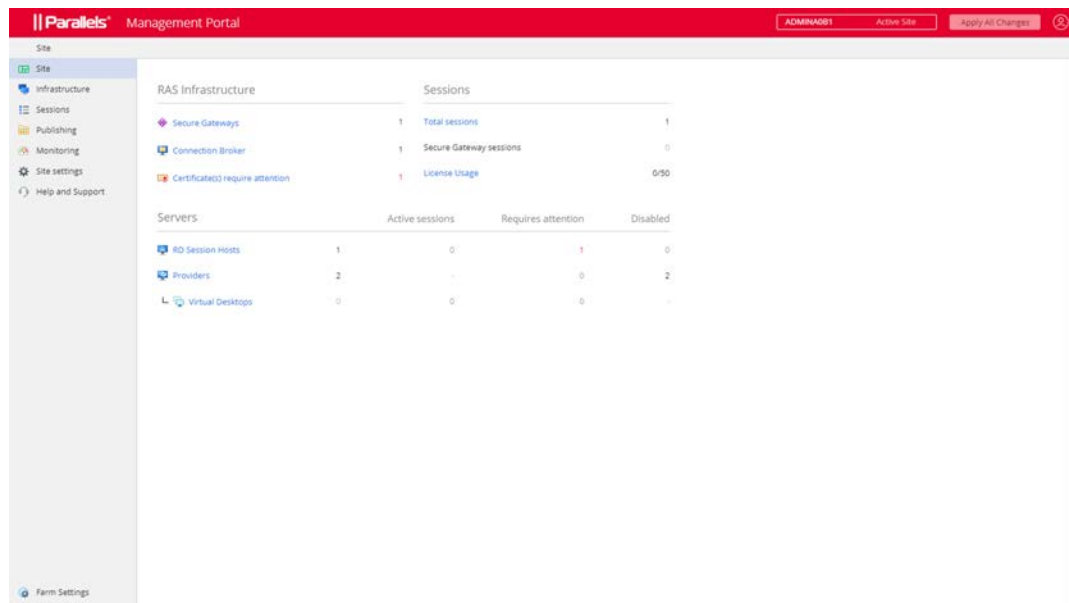 Parallels® Management Portal
ADMINA0B1 Active Site Apply All Changes
Site
Site
Infrastructure
Sessions
Publishing
Monitoring
Site settings
Help and Support
Farm Settings
RAS Infrastructure
Secure Gateways 1
Connection Broker 1
Certificate(s) require attention 1
Sessions
Total sessions 1
Secure Gateway sessions 0
License Usage 0/50
Servers Active sessions Requires attention Disabled
RD Session Hosts 1 0 1 0
Providers 2 - 0 2
Virtual Desktops 0 0 0 -